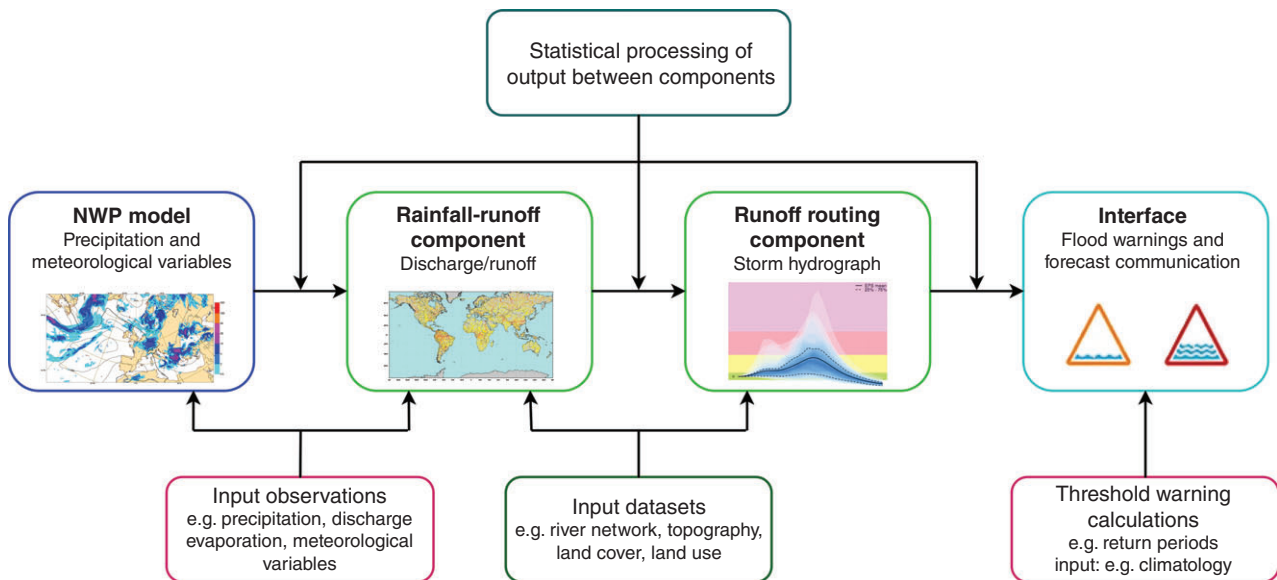 Statistical processing of
output between components
NWP model
Precipitation and
meteorological variables
Rainfall-runoff
component
Discharge/runoff
Runoff routing
component
Storm hydrograph
Interface
Flood warnings and
forecast communication
Input observations
e.g. precipitation, discharge
evaporation, meteorological
variables
Input datasets
e.g. river network, topography,
land cover, land use
Threshold warning
calculations
e.g. return periods
input: e.g. climatology